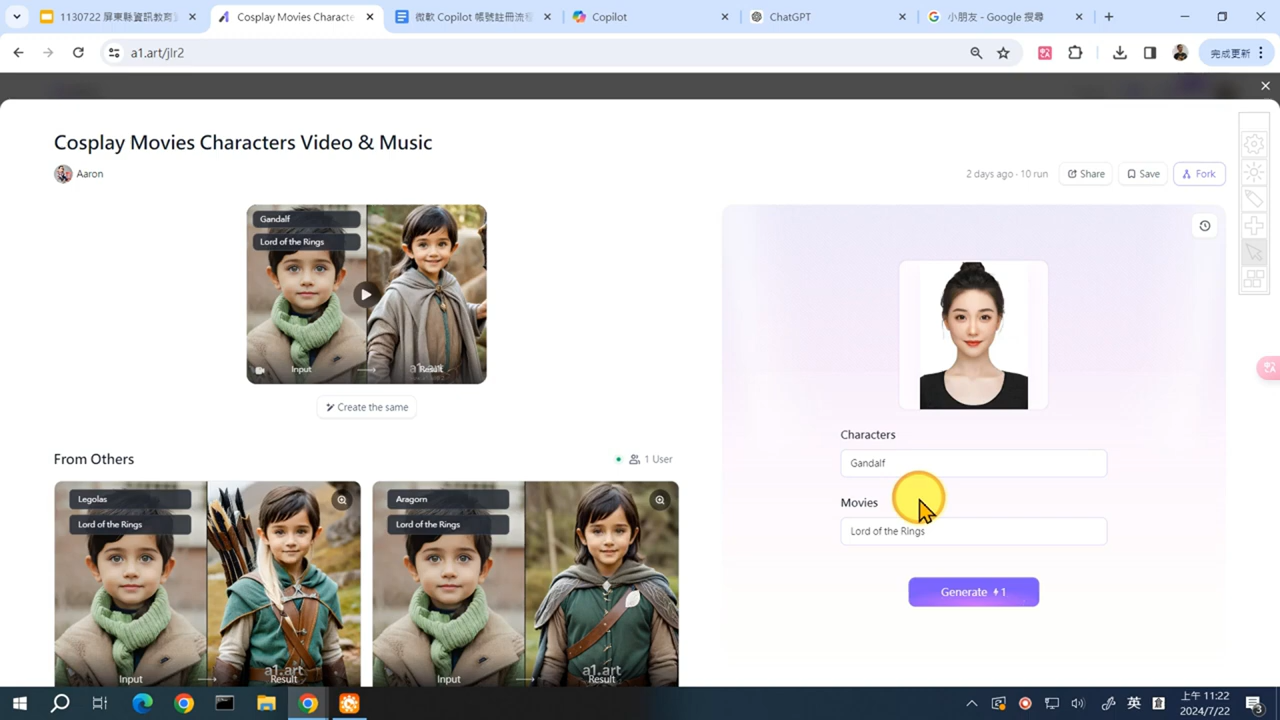 1130722 屏東縣資訊教育
Cosplay Movies Characte
微軟 Copilot 帳號註冊流
Copilot
ChatGPT
小朋友 - Google 搜尋
a1.art/jlr2
完成更新
Cosplay Movies Characters Video & Music
Aaron
2 days ago · 10 run
Share
Save
Fork
Gandalf
Lord of the Rings
Input
Result
a1.art
Create the same
From Others
1 User
Legolas
Lord of the Rings
Aragorn
Lord of the Rings
a1.art
Input
Result
a1.art
Input
Result
Characters
Gandalf
Movies
Lord of the Rings
Generate 1
英
上午 11:22
2024/7/22
3